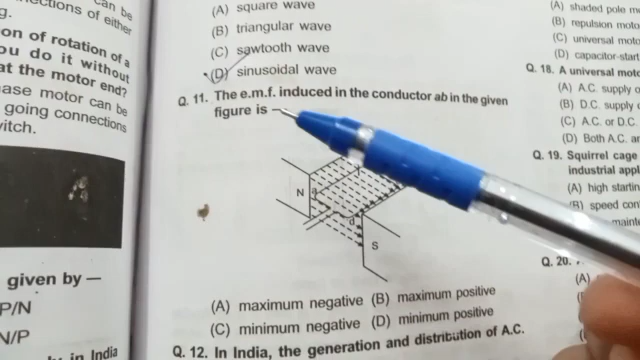 can be
connections of either
g.
on of rotation of a
ou do it without
at the motor end?
ase motor can be
going connections
itch.
given by —
P/N
N/P
in India
(A) square wave
(B) triangular wave
(C) sawtooth wave
(D) sinusoidal wave
Q. 11. The e.m.f. induced in the conductor ab in the given
figure is —
N
a
d
S
(A) maximum negative (B) maximum positive
(C) minimum negative (D) minimum positive
Q. 12. In India, the generation and distribution of A.C.
(A) shaded pole m
(B) repulsion moto
(C) universal moto
(D) capacitor-start
Q. 18. A universal moto
(A) A.C. supply o
(B) D.C. supply
(C) A.C. or D.C.
(D) Both A.C. an
Q. 19. Squirrel cage
industrial appl
(A) high startin
(B) speed con
Q. 20.
(A)